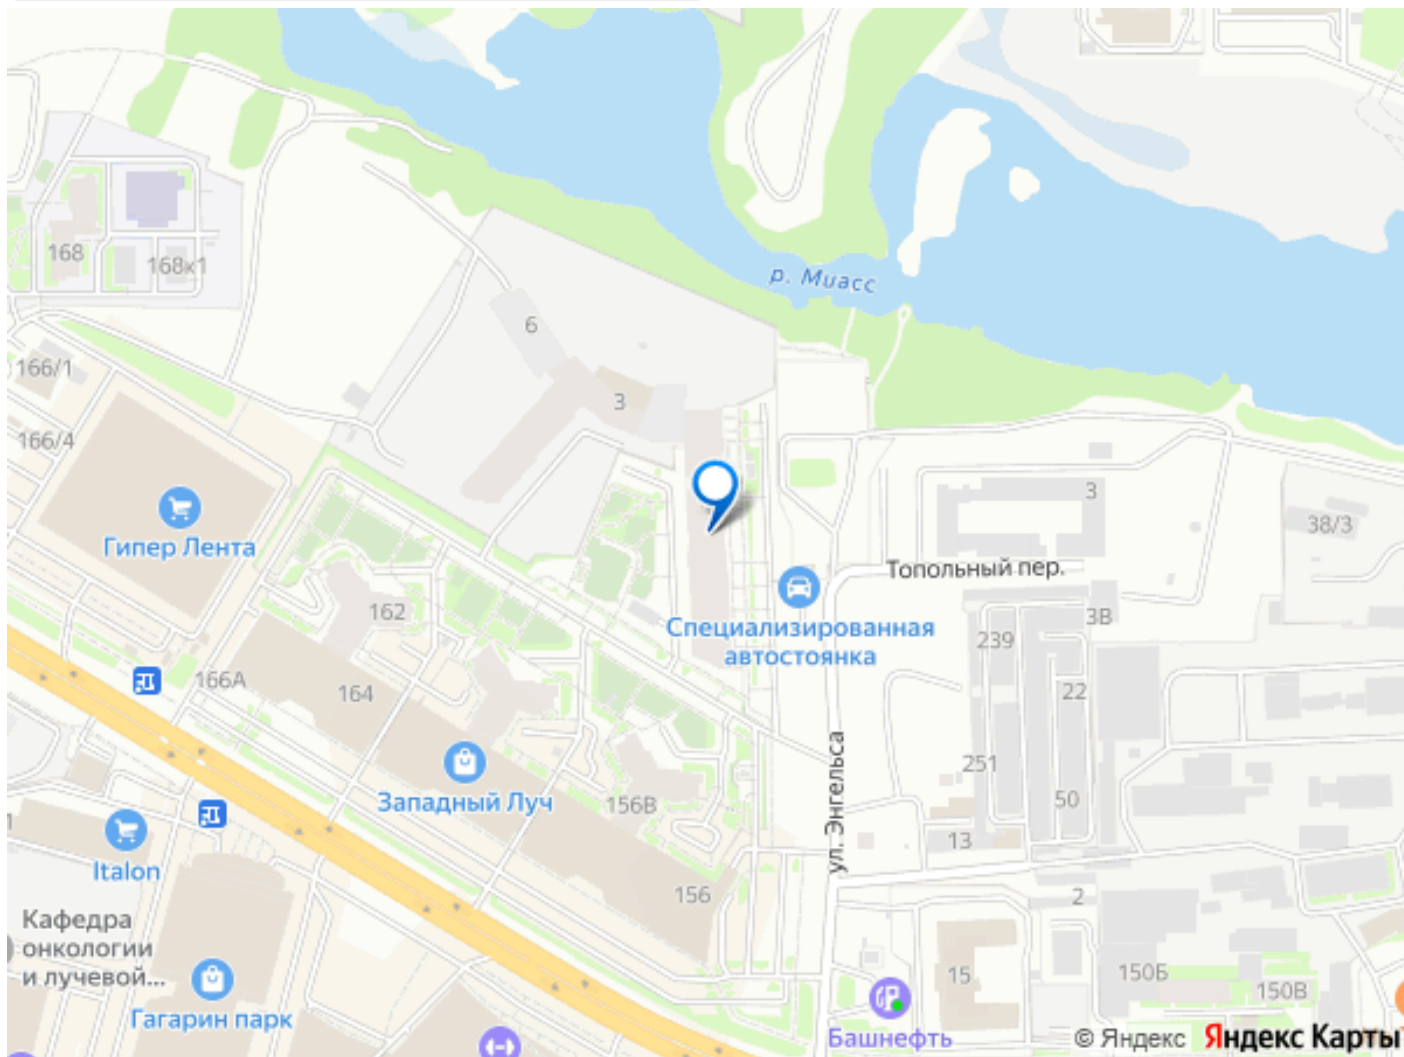 р. Миасс
168
168к1
6
166/1
3
166/4
3
38/3
Гипер Лента
Топольный пер.
162
Специализированная
автостоянка
3В
239
166А
164
22
ул. Энгельса
251
Западный Луч
156В
50
13
Italon
156
2
Кафедра
онкологии
и лучевой...
15
150Б
150В
Гагарин парк
Башнефть
© Яндекс Яндекс Карты